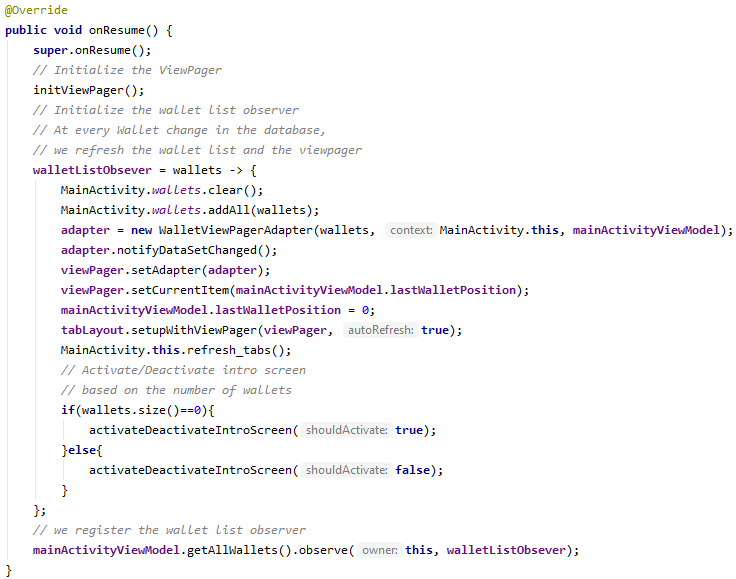 @Override
public void onResume() {
super.onResume();
// Initialize the ViewPager
initViewPager();
// Initialize the wallet list observer
// At every Wallet change in the database,
// we refresh the wallet list and the viewpager
walletListObsever = wallets -> {
MainActivity.wallets.clear();
MainActivity.wallets.addAll(wallets);
adapter = new WalletViewPagerAdapter(wallets, context: MainActivity.this, mainActivityViewModel);
adapter.notifyDataSetChanged();
viewPager.setAdapter(adapter);
viewPager.setCurrentItem(mainActivityViewModel.lastWalletPosition);
mainActivityViewModel.lastWalletPosition = 0;
tabLayout.setupWithViewPager(viewPager, autoRefresh: true);
MainActivity.this.refresh_tabs();
// Activate/Deactivate intro screen
// based on the number of wallets
if(wallets.size()==0){
activateDeactivateIntroScreen( shouldActivate: true);
}else{
activateDeactivateIntroScreen( shouldActivate: false);
}
};
// we register the wallet list observer
mainActivityViewModel.getAllWallets().observe( owner: this, walletListObsever);
}